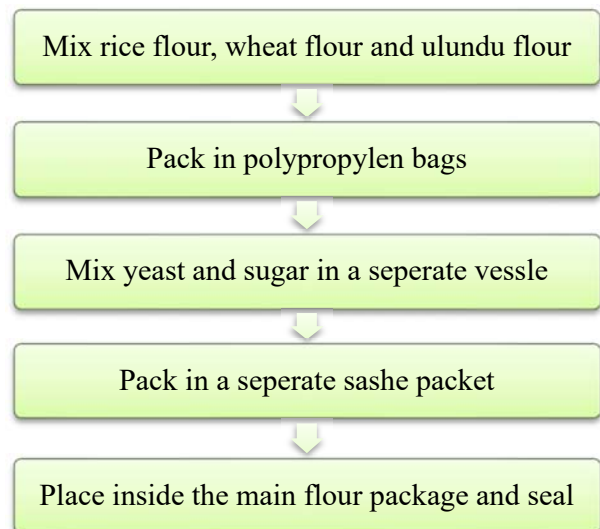 Mix rice flour, wheat flour and ulundu flour
Pack in polypropylen bags
Mix yeast and sugar in a seperate vessle
Pack in a seperate sashe packet
Place inside the main flour package and seal